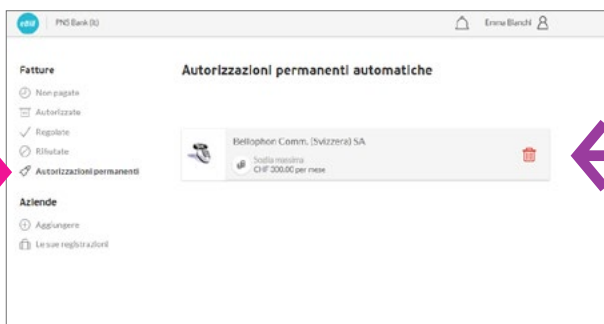 ebill PNS Bank (It) Emma Bianchi
Fatture
Non pagate
Autorizzate
Regolate
Rifiutate
Autorizzazioni permanenti
Aziende
Aggiungere
Le sue registrazioni
Autorizzazioni permanenti automatiche
Bellophon Comm. (Svizzera) SA
Soglia massima
CHF 300.00 per mese